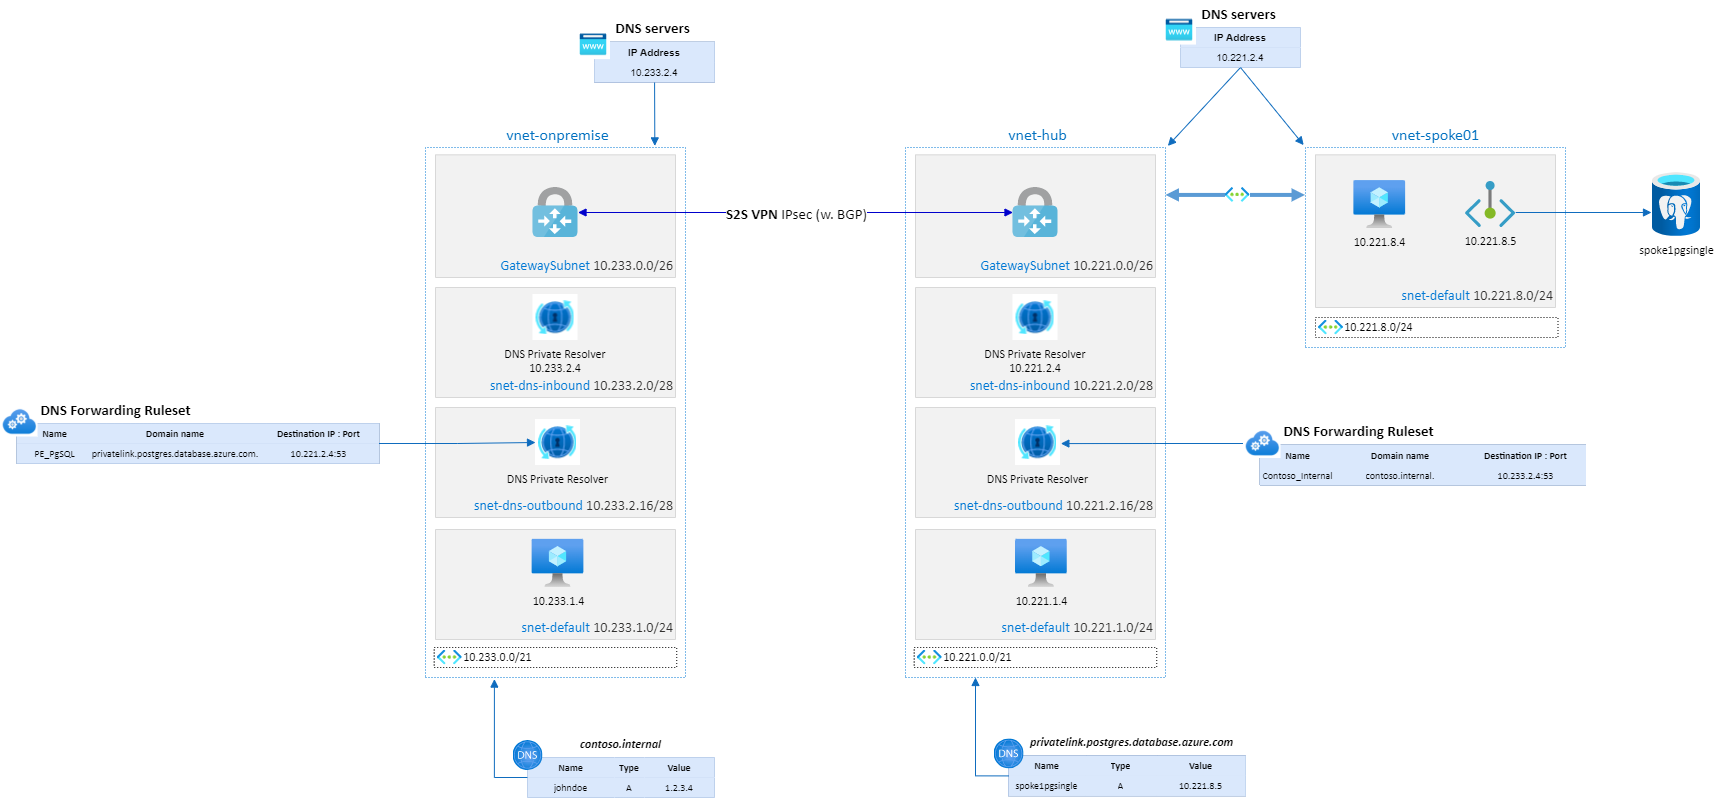 DNS servers
www
IP Address
10.233.2.4
DNS servers
www
IP Address
10.221.2.4
vnet-onpremise
GatewaySubnet 10.233.0.0/26
DNS Private Resolver
10.233.2.4
snet-dns-inbound 10.233.2.0/28
DNS Private Resolver
snet-dns-outbound 10.233.2.16/28
10.233.1.4
snet-default 10.233.1.0/24
10.233.0.0/21
S2S VPN IPsec (w. BGP)
vnet-hub
GatewaySubnet 10.221.0.0/26
DNS Private Resolver
10.221.2.4
snet-dns-inbound 10.221.2.0/28
DNS Private Resolver
snet-dns-outbound 10.221.2.16/28
10.221.1.4
snet-default 10.221.1.0/24
10.221.0.0/21
vnet-spoke01
10.221.8.4
10.221.8.5
snet-default 10.221.8.0/24
10.221.8.0/24
spoke1pgsingle
DNS Forwarding Ruleset
Name Domain name Destination IP : Port
PE_PgSQL privatelink.postgres.database.azure.com. 10.221.2.4:53
DNS Forwarding Ruleset
Name Domain name Destination IP : Port
Contoso_Internal contoso.internal. 10.233.2.4:53
DNS
contoso.internal
Name Type Value
johndoe A 1.2.3.4
DNS
privatelink.postgres.database.azure.com
Name Type Value
spoke1pgsingle A 10.221.8.5